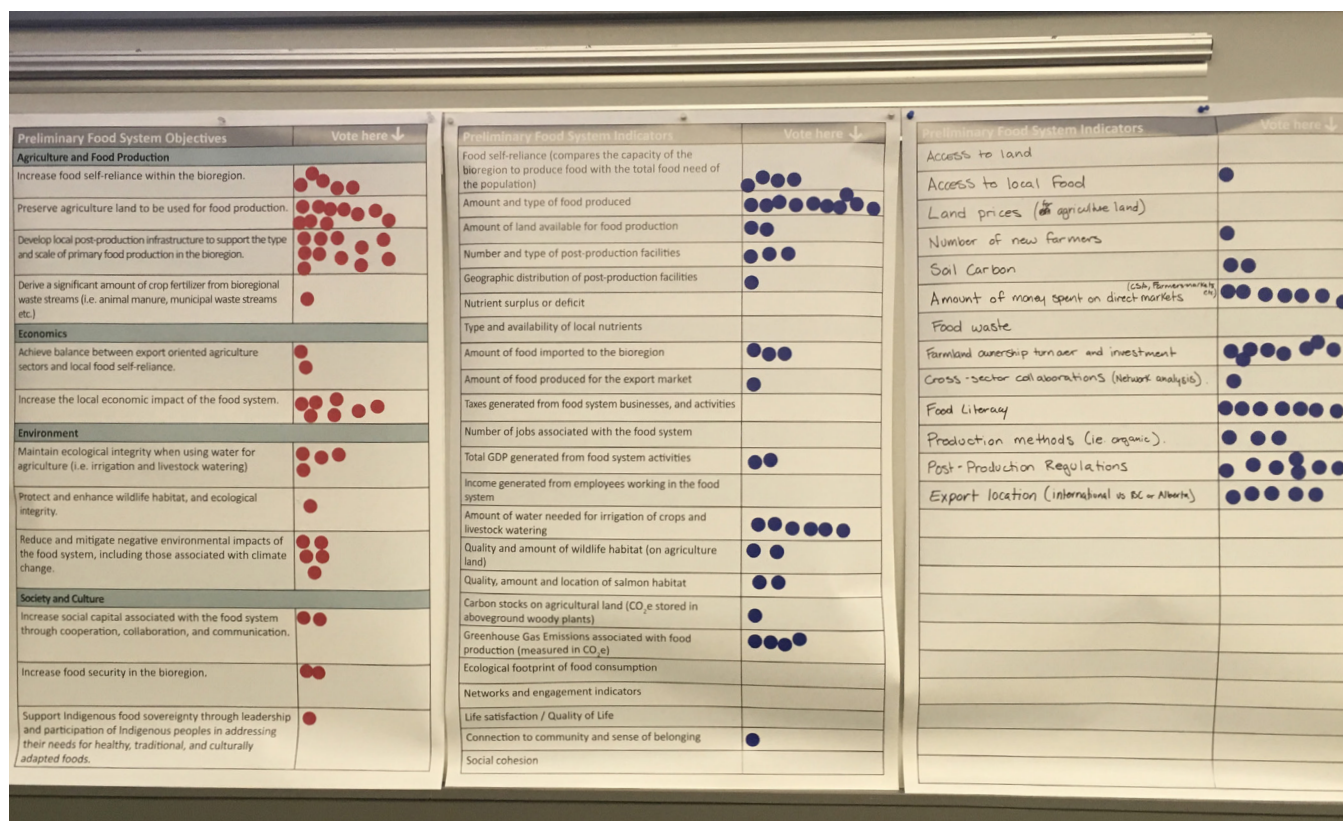 Preliminary Food System Objectives
Vote here ↓
Agriculture and Food Production
Increase food self-reliance within the bioregion.
Preserve agriculture land to be used for food production.
Develop local post-production infrastructure to support the type
and scale of primary food production in the bioregion.
Derive a significant amount of crop fertilizer from bioregional
waste streams (i.e. animal manure, municipal waste streams
etc.)
Economics
Achieve balance between export oriented agriculture
sectors and local food self-reliance.
Increase the local economic impact of the food system.
Environment
Maintain ecological integrity when using water for
agriculture (i.e. irrigation and livestock watering)
Protect and enhance wildlife habitat, and ecological
integrity.
Reduce and mitigate negative environmental impacts of
the food system, including those associated with climate
change.
Society and Culture
Increase social capital associated with the food system
through cooperation, collaboration, and communication.
Increase food security in the bioregion.
Support Indigenous food sovereignty through leadership
and participation of Indigenous peoples in addressing
their needs for healthy, traditional, and culturally
adapted foods.
Preliminary Food System Indicators
Vote here ↓
Food self-reliance (compares the capacity of the
bioregion to produce food with the total food need of
the population)
Amount and type of food produced
Amount of land available for food production
Number and type of post-production facilities
Geographic distribution of post-production facilities
Nutrient surplus or deficit
Type and availability of local nutrients
Amount of food imported to the bioregion
Amount of food produced for the export market
Taxes generated from food system businesses, and activities
Number of jobs associated with the food system
Total GDP generated from food system activities
Income generated from employees working in the food
system
Amount of water needed for irrigation of crops and
livestock watering
Quality and amount of wildlife habitat (on agriculture
land)
Quality, amount and location of salmon habitat
Carbon stocks on agricultural land (CO₂e stored in
aboveground woody plants)
Greenhouse Gas Emissions associated with food
production (measured in CO₂e)
Ecological footprint of food consumption
Networks and engagement indicators
Life satisfaction / Quality of Life
Connection to community and sense of belonging
Social cohesion
Preliminary Food System Indicators
Vote here ↓
Access to land
Access to local Food
Land prices (agriculture land)
Number of new farmers
Soil Carbon
(CSA, Farmers markets
etc)
Amount of money spent on direct markets
Food waste
Farmland ownership turnover and investment
Cross-sector collaborations (Network analysis).
Food Literacy
Production methods (ie organic).
Post-Production Regulations
Export location (international vs BC or Alberta)